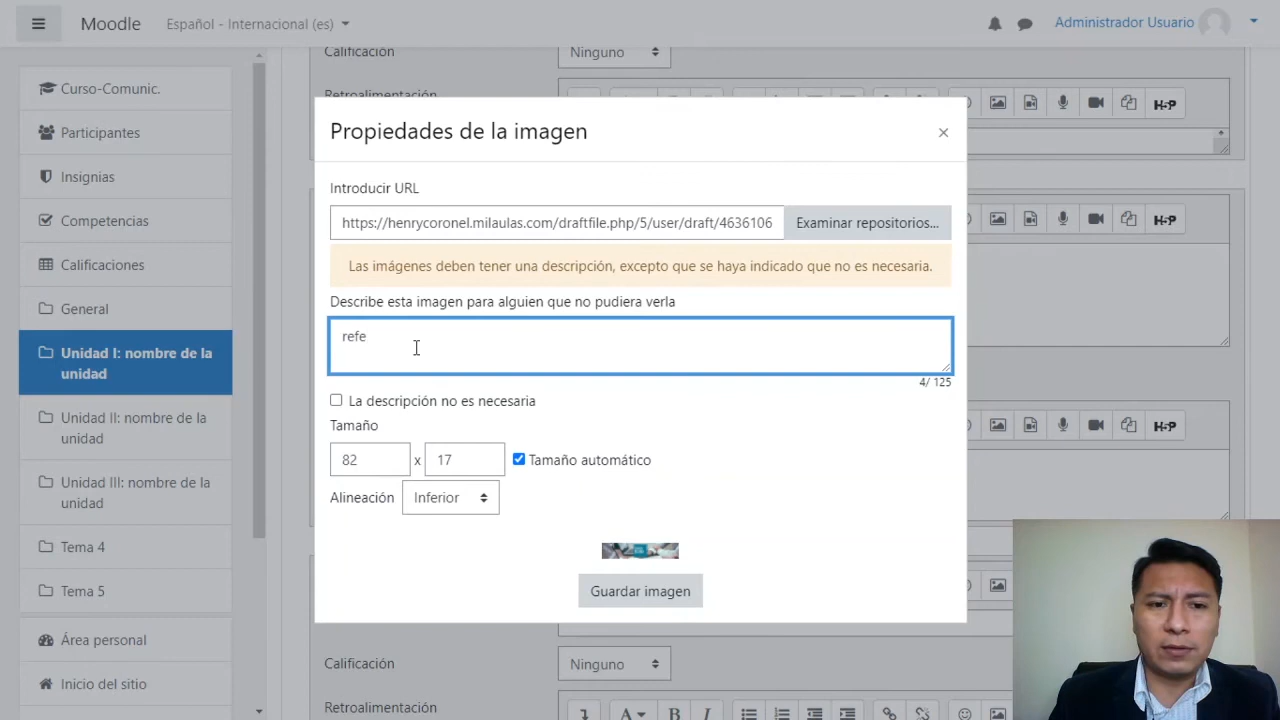 Moodle
Español - Internacional (es)
Administrador Usuario
Curso-Comunic.
Participantes
Insignias
Competencias
Calificaciones
General
Unidad I: nombre de la
unidad
Unidad II: nombre de la
unidad
Unidad III: nombre de la
unidad
Tema 4
Tema 5
Área personal
Inicio del sitio
Calificación
Ninguno
Retroalimentación
H5P
Propiedades de la imagen
×
Introducir URL
https://henrycoronel.milaulas.com/draftfile.php/5/user/draft/4636106
Examinar repositorios...
Las imágenes deben tener una descripción, excepto que se haya indicado que no es necesaria.
Describe esta imagen para alguien que no pudiera verla
refe
4/ 125
La descripción no es necesaria
Tamaño
82 x 17 Tamaño automático
Alineación Inferior
Guardar imagen
H5P
H5P
Calificación
Ninguno
Retroalimentación
A B I